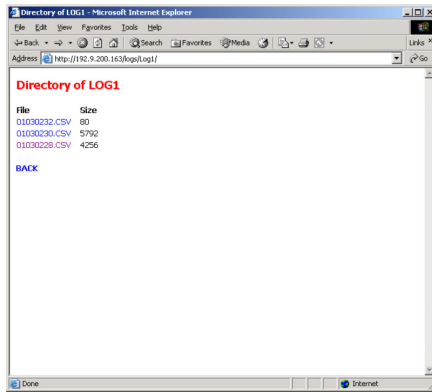 Directory of LOG1 - Microsoft Internet Explorer
File Edit View Favorites Tools Help
Back Search Favorites Media Links »
Address http://192.9.200.163/logs/Log1/ Go
Directory of LOG1
File Size
01030232.CSV 80
01030230.CSV 5792
01030228.CSV 4256
BACK
Done Internet